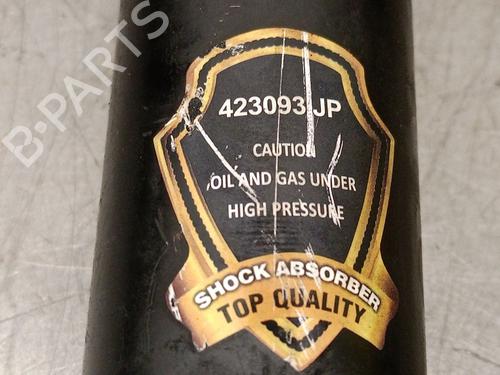 B-PARTS
423093 JP
CAUTION
OIL AND GAS UNDER
HIGH PRESSURE
SHOCK ABSORBER
TOP QUALITY